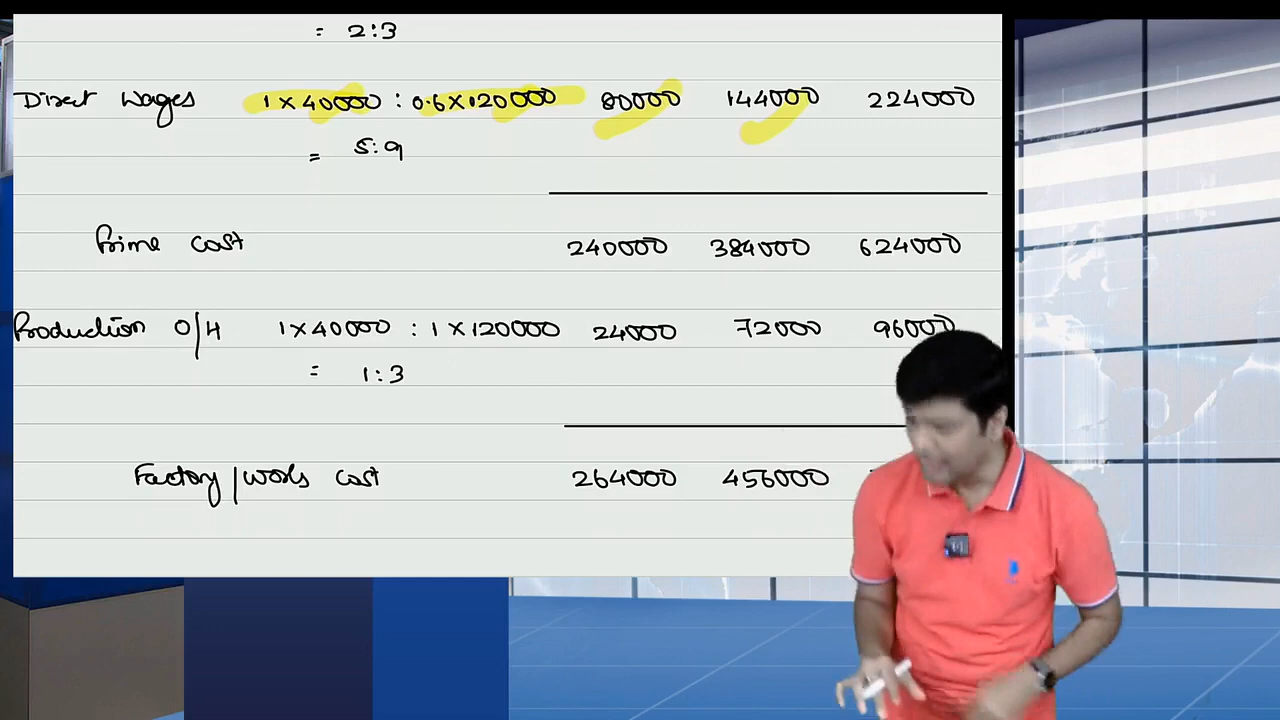 = 2:3
Direct Wages 1 x 40000 : 0.6 x 120000 80000 144000 224000
= 5:9
Prime Cost 240000 384000 624000
Production O/H 1 x 40000 : 1 x 120000 24000 72000 96000
= 1:3
Factory/works cost 264000 456000